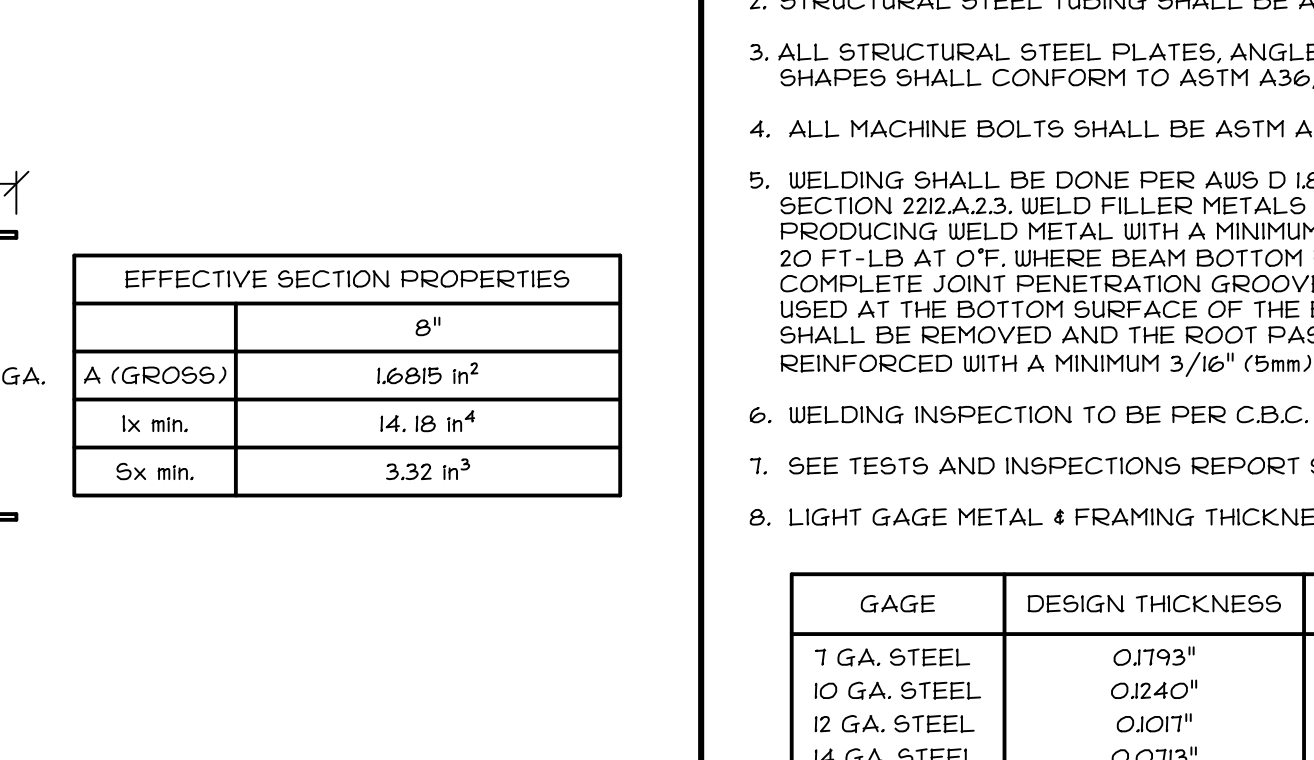 GA.
EFFECTIVE SECTION PROPERTIES
8"
A (GROSS) 1.6815 in²
Ix min. 14.18 in⁴
Sx min. 3.32 in³
2. STRUCTURAL STEEL TUBING SHALL BE A
3. ALL STRUCTURAL STEEL PLATES, ANGLE
SHAPES SHALL CONFORM TO ASTM A36,
4. ALL MACHINE BOLTS SHALL BE ASTM A
5. WELDING SHALL BE DONE PER AWS D 1.8
SECTION 2212.A.2.3. WELD FILLER METALS
PRODUCING WELD METAL WITH A MINIMUM
20 FT-LB AT 0°F. WHERE BEAM BOTTOM
COMPLETE JOINT PENETRATION GROOVE
USED AT THE BOTTOM SURFACE OF THE
SHALL BE REMOVED AND THE ROOT PAS
REINFORCED WITH A MINIMUM 3/16" (5mm)
6. WELDING INSPECTION TO BE PER C.B.C.
7. SEE TESTS AND INSPECTIONS REPORT S
8. LIGHT GAGE METAL & FRAMING THICKNE
GAGE DESIGN THICKNESS
7 GA. STEEL 0.1793"
10 GA. STEEL 0.1240"
12 GA. STEEL 0.1017"
14 GA. STEEL 0.0713"